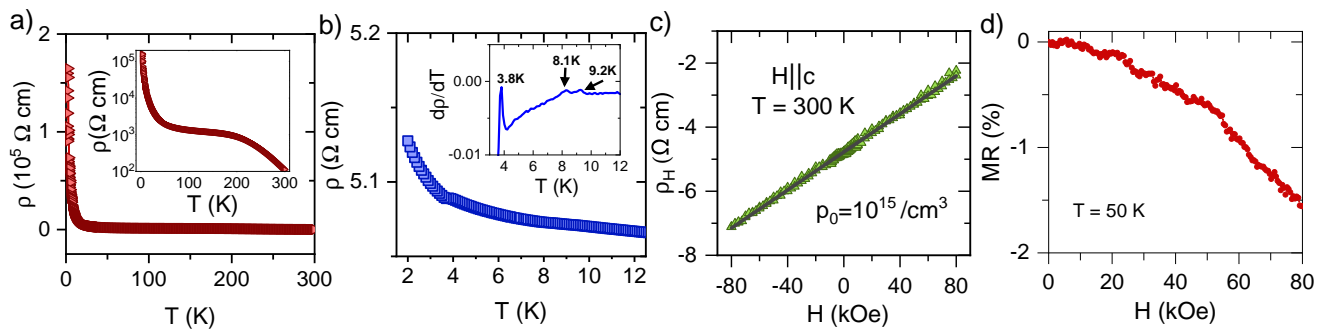 a)
2
1
0
ρ (10⁵ Ω cm)
0 100 200 300
T (K)
10⁵
10⁴
10³
10²
ρ(Ω cm)
0 100 200 300
T (K)
b)
5.2
5.1
ρ (Ω cm)
2 4 6 8 10 12
T (K)
0.00
-0.01
dρ/dT
3.8K
8.1K
9.2K
4 6 8 10 12
T (K)
c)
-2
-4
-6
-8
ρH (Ω cm)
H||c
T = 300 K
p₀=10¹⁵/cm³
-80 -40 0 40 80
H (kOe)
d)
0
-1
-2
MR (%)
T = 50 K
0 20 40 60 80
H (kOe)